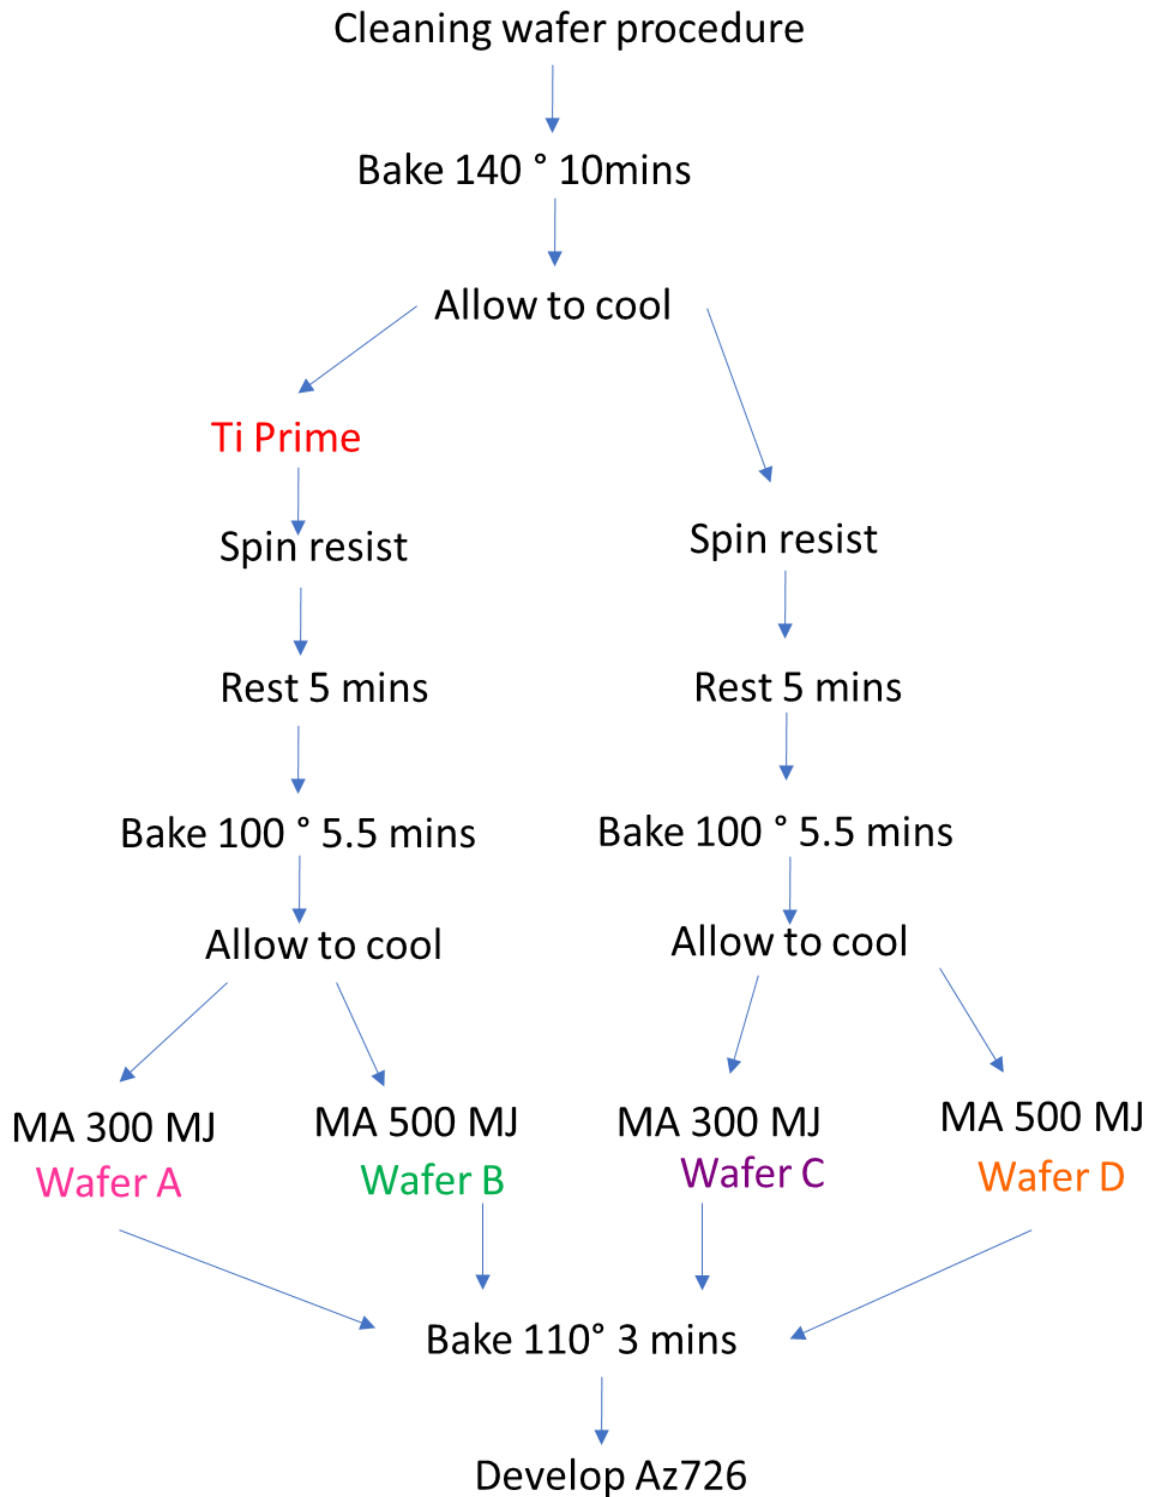 Cleaning wafer procedure
Bake 140 ° 10mins
Allow to cool
Ti Prime
Spin resist
Spin resist
Rest 5 mins
Rest 5 mins
Bake 100 ° 5.5 mins
Bake 100 ° 5.5 mins
Allow to cool
Allow to cool
MA 300 MJ
Wafer A
MA 500 MJ
Wafer B
MA 300 MJ
Wafer C
MA 500 MJ
Wafer D
Bake 110° 3 mins
Develop Az726